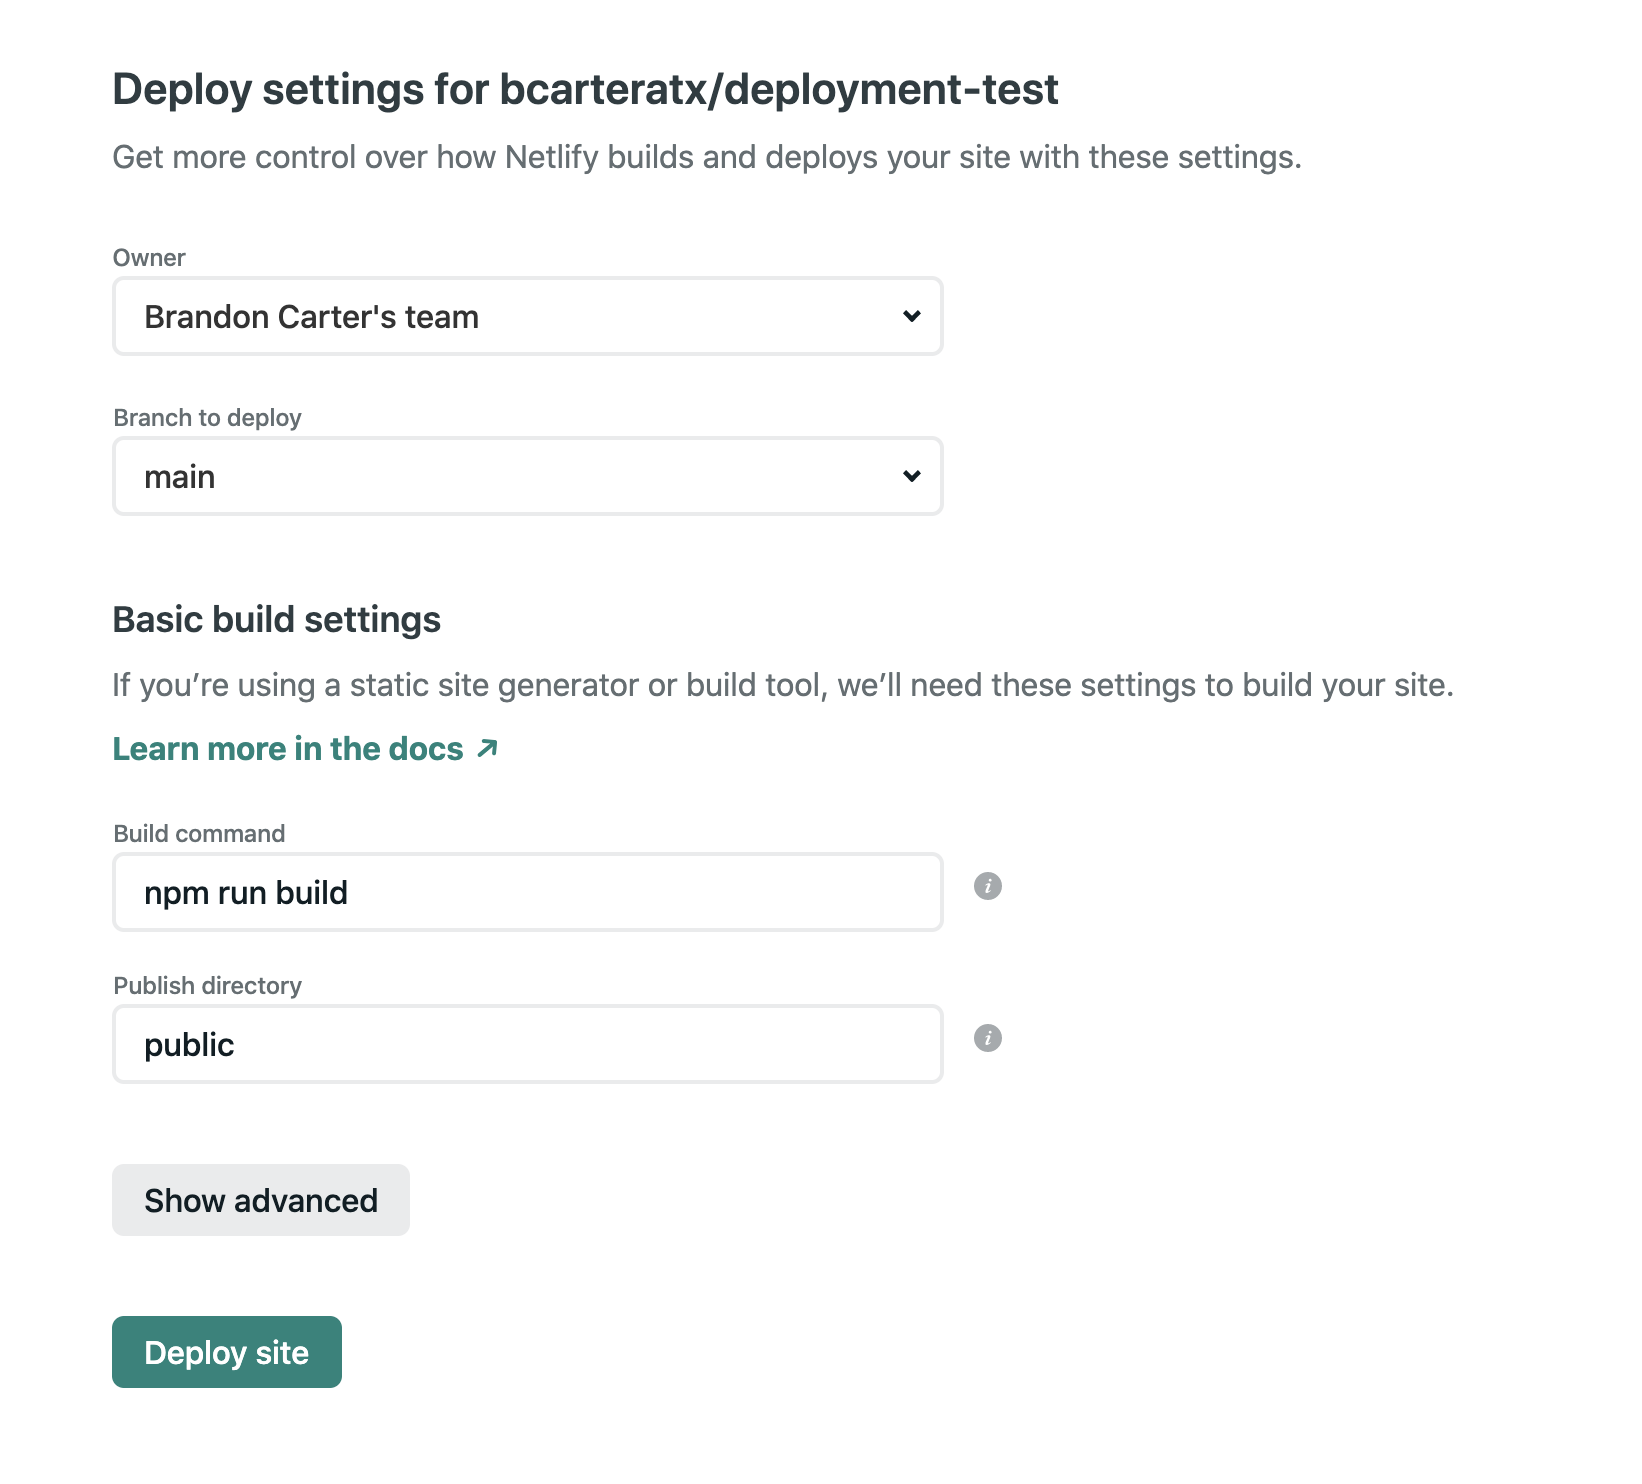 Deploy settings for bcarteratx/deployment-test
Get more control over how Netlify builds and deploys your site with these settings.
Owner
Brandon Carter's team
Branch to deploy
main
Basic build settings
If you’re using a static site generator or build tool, we’ll need these settings to build your site.
Learn more in the docs ↗
Build command
npm run build
i
Publish directory
public
i
Show advanced
Deploy site